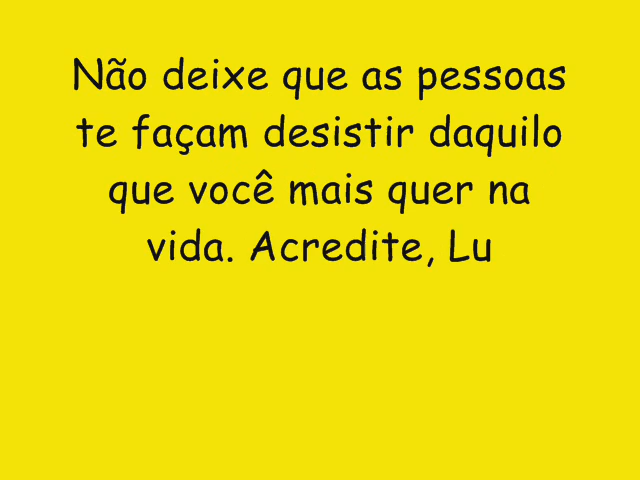 Não deixe que as pessoas
te façam desistir daquilo
que você mais quer na
vida. Acredite, Lu